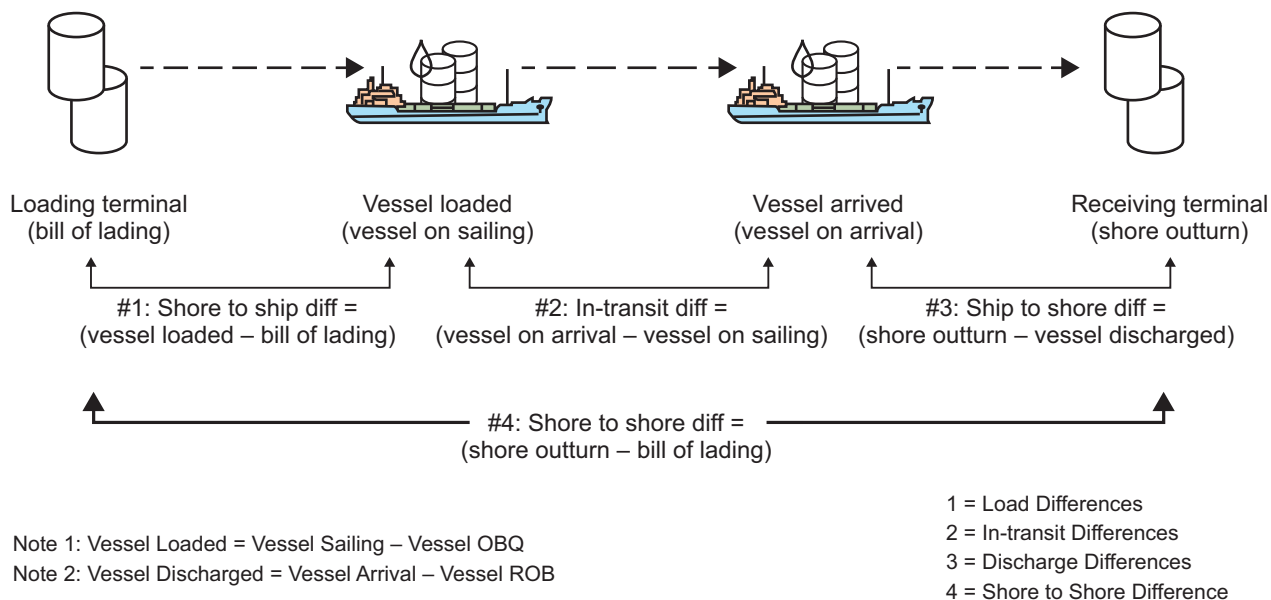 Loading terminal
(bill of lading)
Vessel loaded
(vessel on sailing)
Vessel arrived
(vessel on arrival)
Receiving terminal
(shore outturn)
#1: Shore to ship diff =
(vessel loaded – bill of lading)
#2: In-transit diff =
(vessel on arrival – vessel on sailing)
#3: Ship to shore diff =
(shore outturn – vessel discharged)
#4: Shore to shore diff =
(shore outturn – bill of lading)
Note 1: Vessel Loaded = Vessel Sailing – Vessel OBQ
Note 2: Vessel Discharged = Vessel Arrival – Vessel ROB
1 = Load Differences
2 = In-transit Differences
3 = Discharge Differences
4 = Shore to Shore Difference